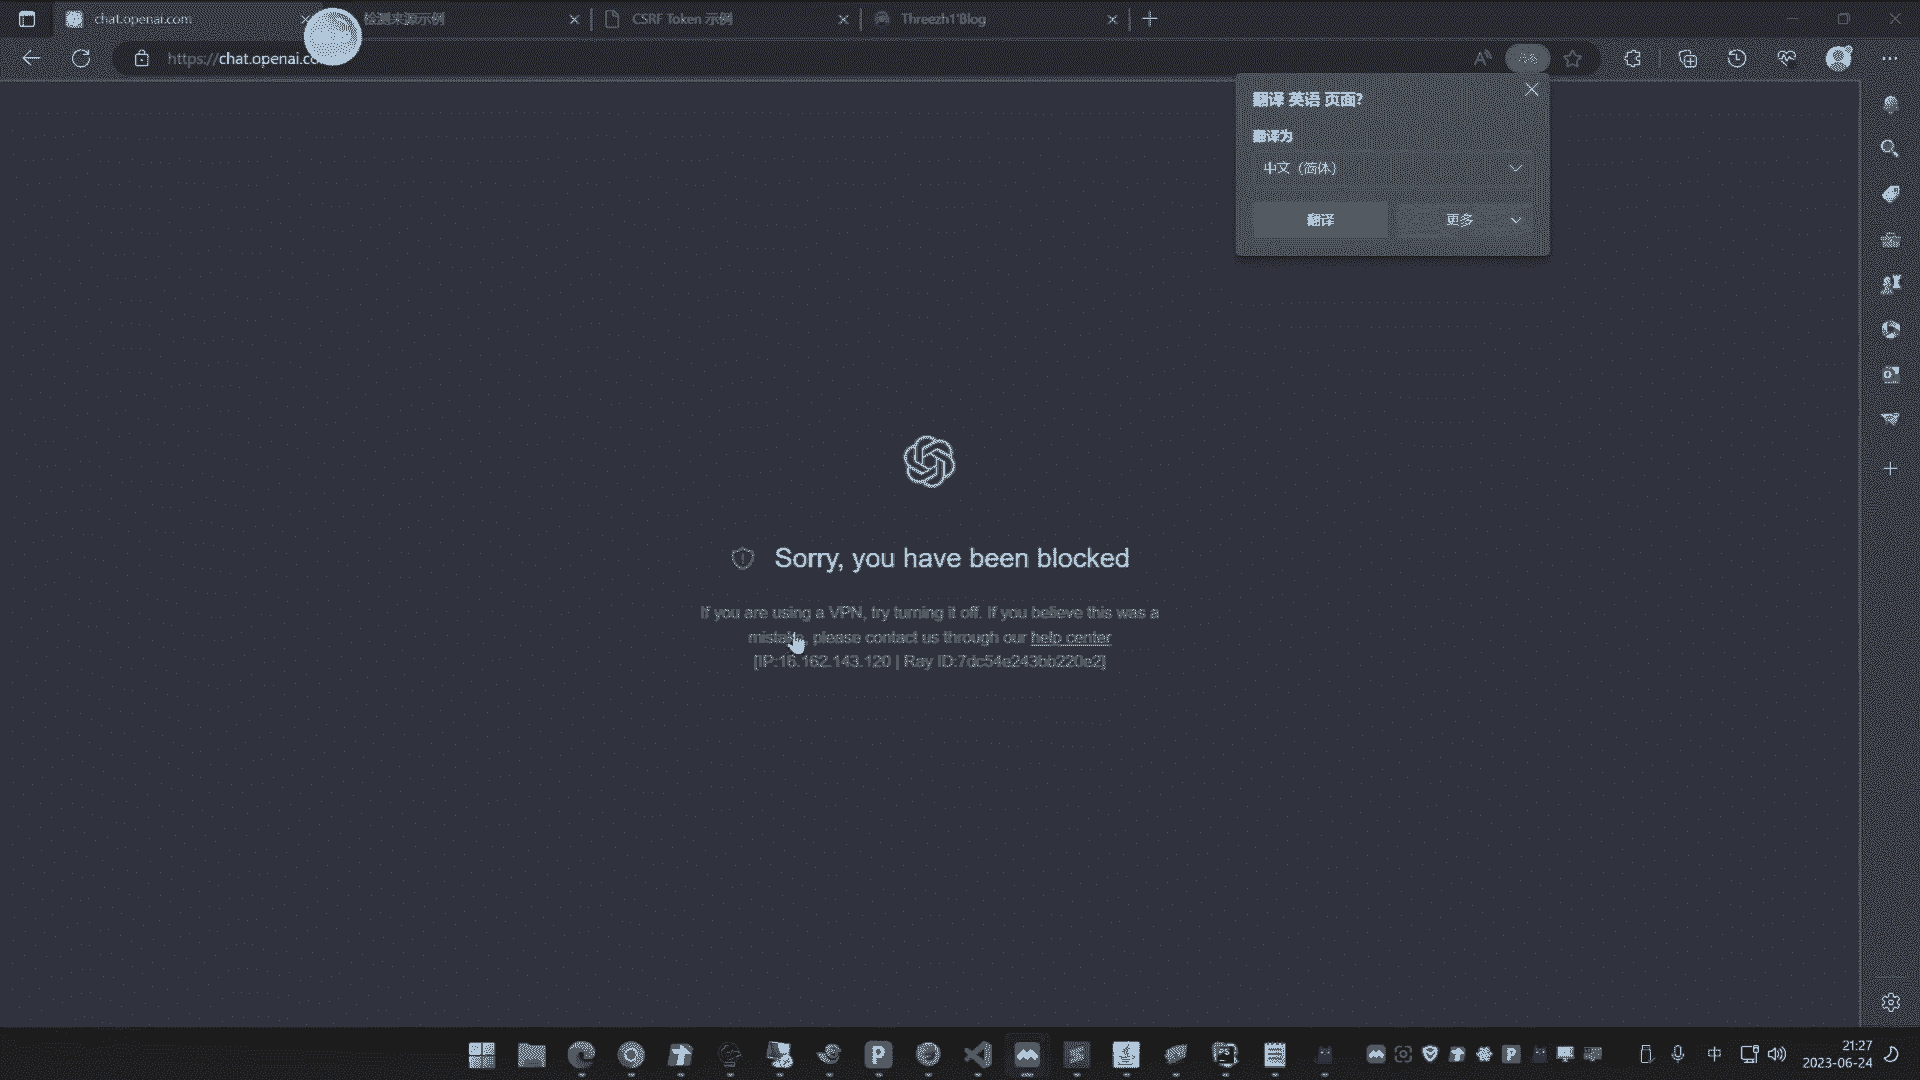 chat.openai.com
检测来源示例
CSRF Token 示例
Threezh1'Blog
https://chat.openai.co
翻译 英语 页面?
翻译为
中文 (简体)
翻译
更多
Sorry, you have been blocked
If you are using a VPN, try turning it off. If you believe this was a
mistake, please contact us through our help center
[IP:16.162.143.120 | Ray ID:7dc54e243bb220e2]
中
21:27
2023-06-24